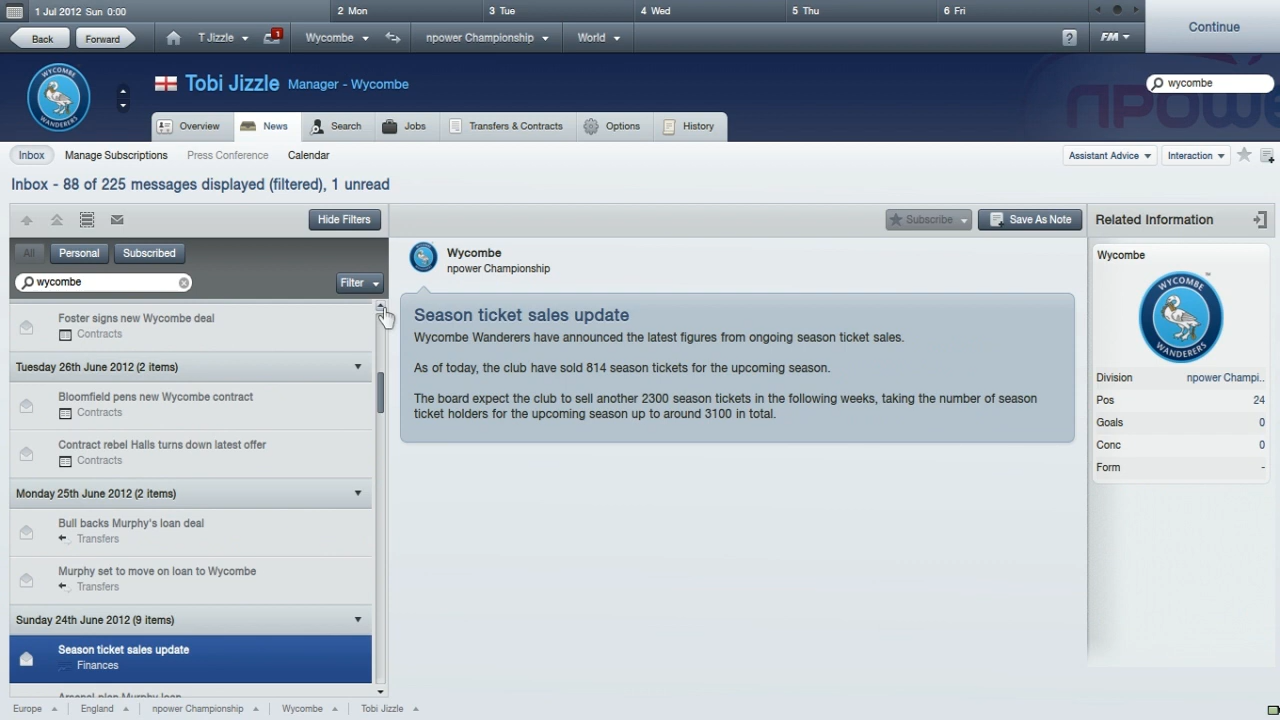 1 Jul 2012 Sun 0:00
2 Mon
3 Tue
4 Wed
5 Thu
6 Fri
Continue
Back
Forward
T Jizzle
1
Wycombe
npower Championship
World
?
FM
Tobi Jizzle
Manager - Wycombe
wycombe
WYCOMBE
WANDERERS
Overview
News
Search
Jobs
Transfers & Contracts
Options
History
Inbox
Manage Subscriptions
Press Conference
Calendar
Assistant Advice
Interaction
Inbox - 88 of 225 messages displayed (filtered), 1 unread
Hide Filters
Subscribe
Save As Note
Related Information
All
Personal
Subscribed
wycombe
Filter
Foster signs new Wycombe deal
Contracts
Tuesday 26th June 2012 (2 items)
Bloomfield pens new Wycombe contract
Contracts
Contract rebel Halls turns down latest offer
Contracts
Monday 25th June 2012 (2 items)
Bull backs Murphy's loan deal
Transfers
Murphy set to move on loan to Wycombe
Transfers
Sunday 24th June 2012 (9 items)
Season ticket sales update
Finances
Arsenal plan Murphy loan
Wycombe
npower Championship
Season ticket sales update
Wycombe Wanderers have announced the latest figures from ongoing season ticket sales.
As of today, the club have sold 814 season tickets for the upcoming season.
The board expect the club to sell another 2300 season tickets in the following weeks, taking the number of season
ticket holders for the upcoming season up to around 3100 in total.
Wycombe
WYCOMBE
WANDERERS
Division npower Champi..
Pos 24
Goals 0
Conc 0
Form -
Europe
England
npower Championship
Wycombe
Tobi Jizzle